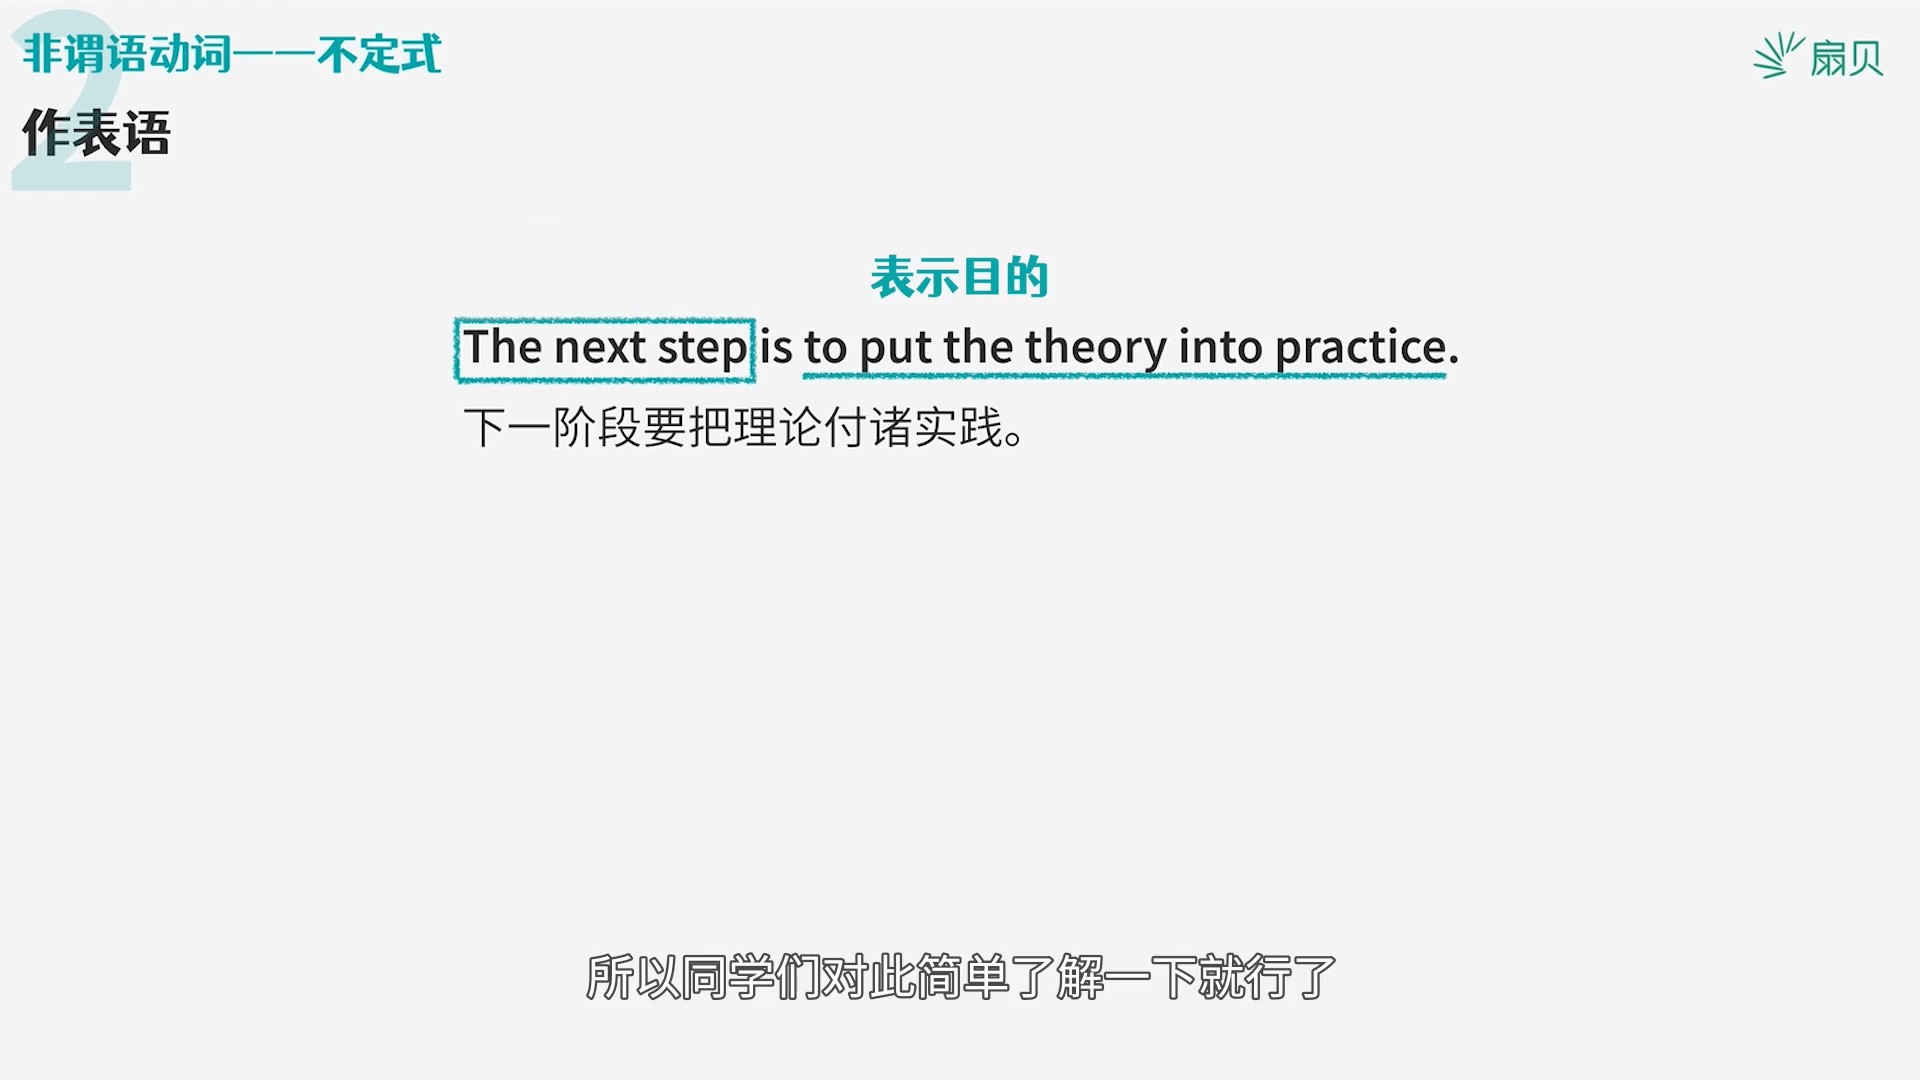 2
非谓语动词——不定式
扇贝
作表语
表示目的
The next step is to put the theory into practice.
下一阶段要把理论付诸实践。
所以同学们对此简单了解一下就行了